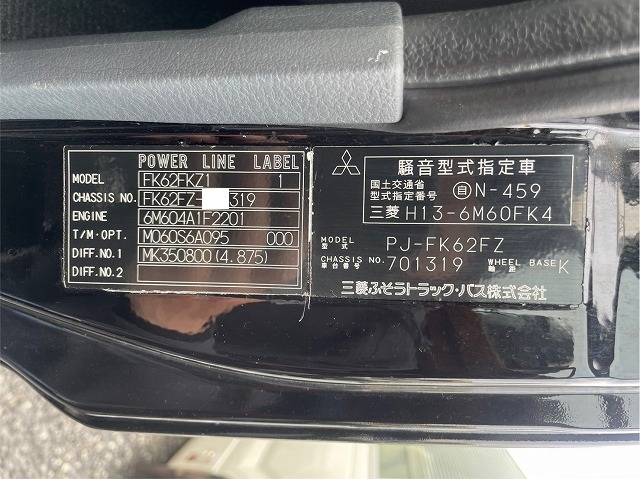 POWER LINE LABEL
MODEL FK62FKZ1 1
CHASSIS NO. FK62FZ- 319
ENGINE 6M604A1F2201
T/M・OPT. M060S6A095 000
DIFF.NO.1 MK350800(4.875)
DIFF.NO.2
騒音型式指定車
国土交通省
型式指定番号 自N-459
三菱 H13-6M60FK4
MODEL
型式 PJ-FK62FZ
CHASSIS NO. 701319 WHEEL BASE K
車台番号 軸距
三菱ふそうトラック・バス株式会社